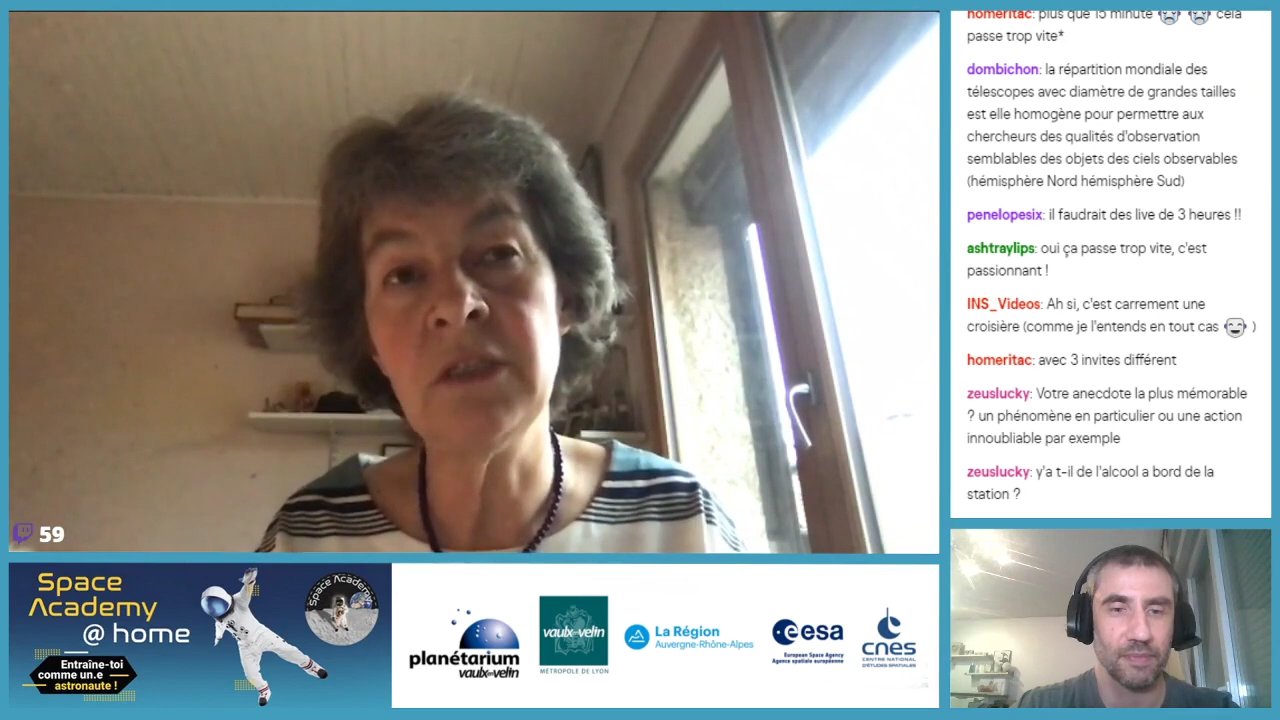 homeritac: plus que 15 minute cela
passe trop vite*
dombichon: la répartition mondiale des
télescopes avec diamètre de grandes tailles
est elle homogène pour permettre aux
chercheurs des qualités d'observation
semblables des objets des ciels observables
(hémisphère Nord hémisphère Sud)
penelopesix: il faudrait des live de 3 heures !!
ashtraylips: oui ça passe trop vite, c'est
passionnant !
INS_Videos: Ah si, c'est carrement une
croisière (comme je l'entends en tout cas )
homeritac: avec 3 invites différent
zeuslucky: Votre anecdote la plus mémorable
? un phénomène en particulier ou une action
innoubliable par exemple
zeuslucky: y'a t-il de l'alcool a bord de la
station ?
59
Space
Academy
@ home
Entraîne-toi
comme un.e
astronaute !
Space Academy
planétarium
vaulx en velin
vaulx en velin
MÉTROPOLE DE LYON
La Région
Auvergne-Rhône-Alpes
esa
European Space Agency
Agence spatiale européenne
cnes
CENTRE NATIONAL
D'ÉTUDES SPATIALES